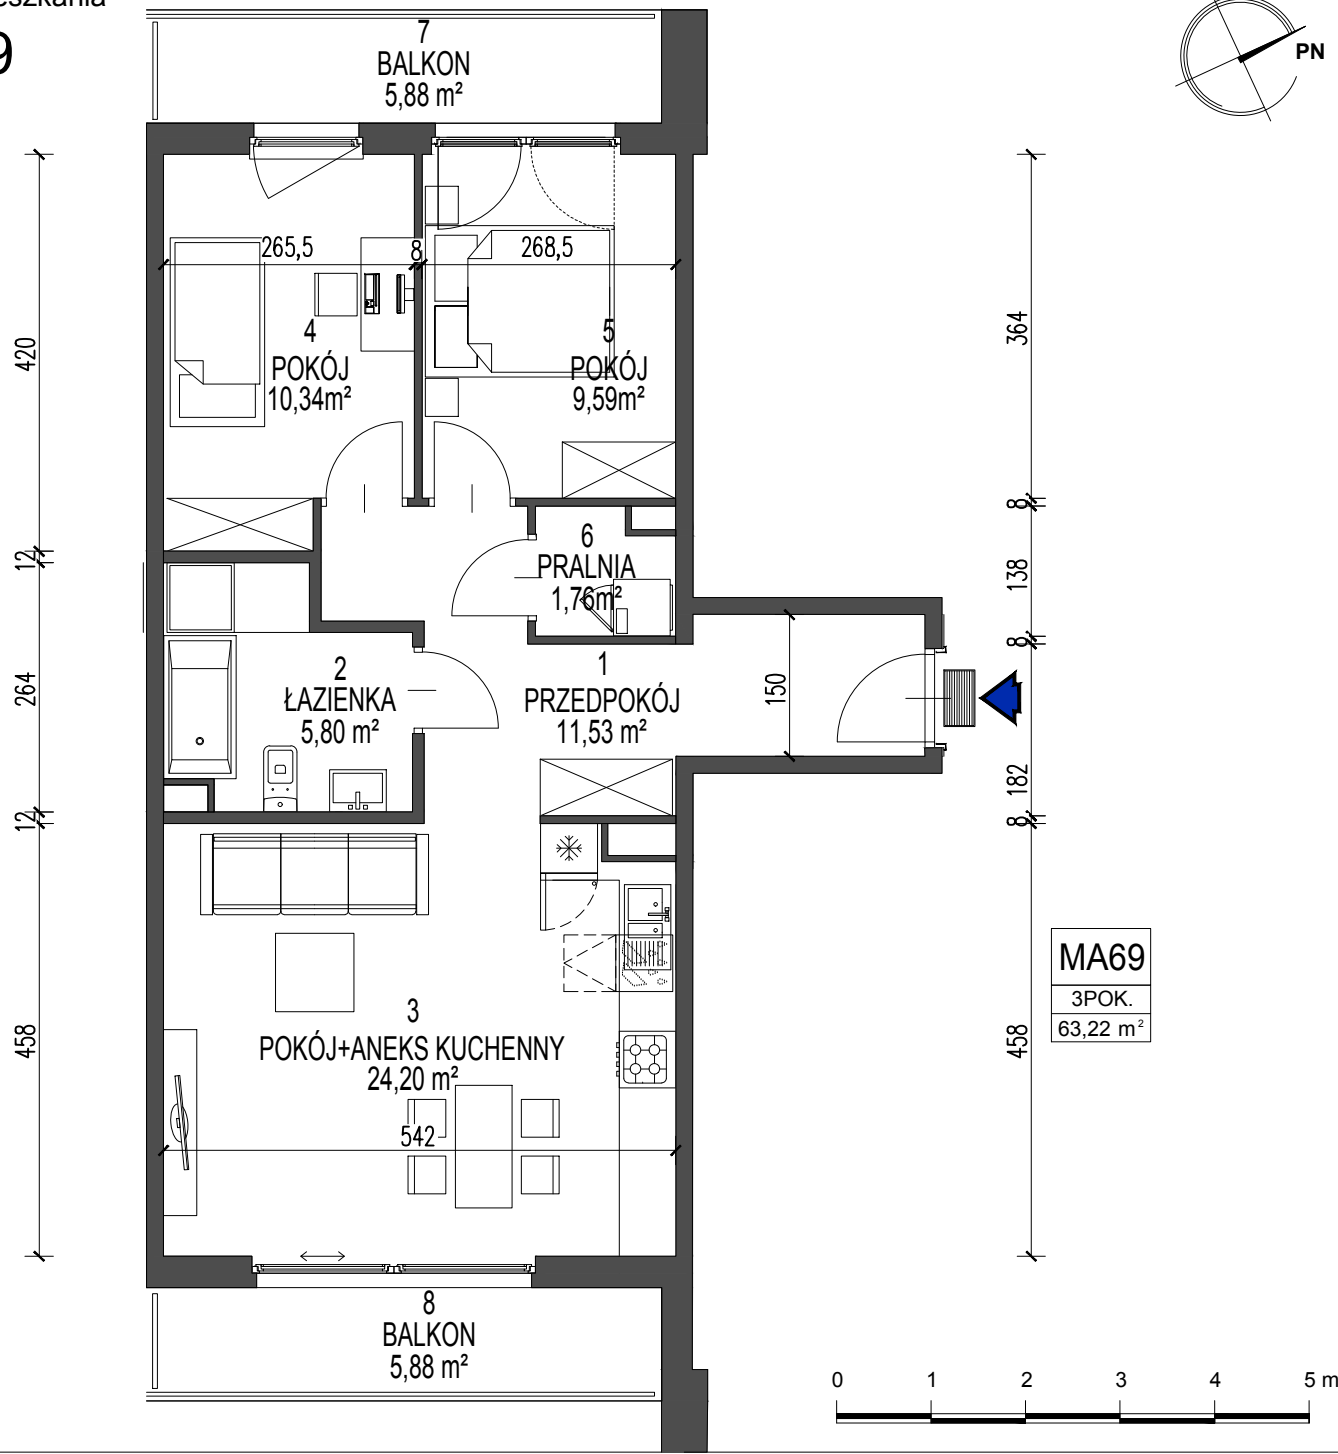 9
7
BALKON
5,88 m²
PN
265,5
8
268,5
4
POKÓJ
10,34m²
5
POKÓJ
9,59m²
420
364
12
8
6
PRALNIA
1,76m²
138
8
264
2
ŁAZIENKA
5,80 m²
1
PRZEDPOKÓJ
11,53 m²
150
182
12
8
458
3
POKÓJ+ANEKS KUCHENNY
24,20 m²
542
458
MA69
3POK.
63,22 m²
8
BALKON
5,88 m²
0 1 2 3 4 5 m